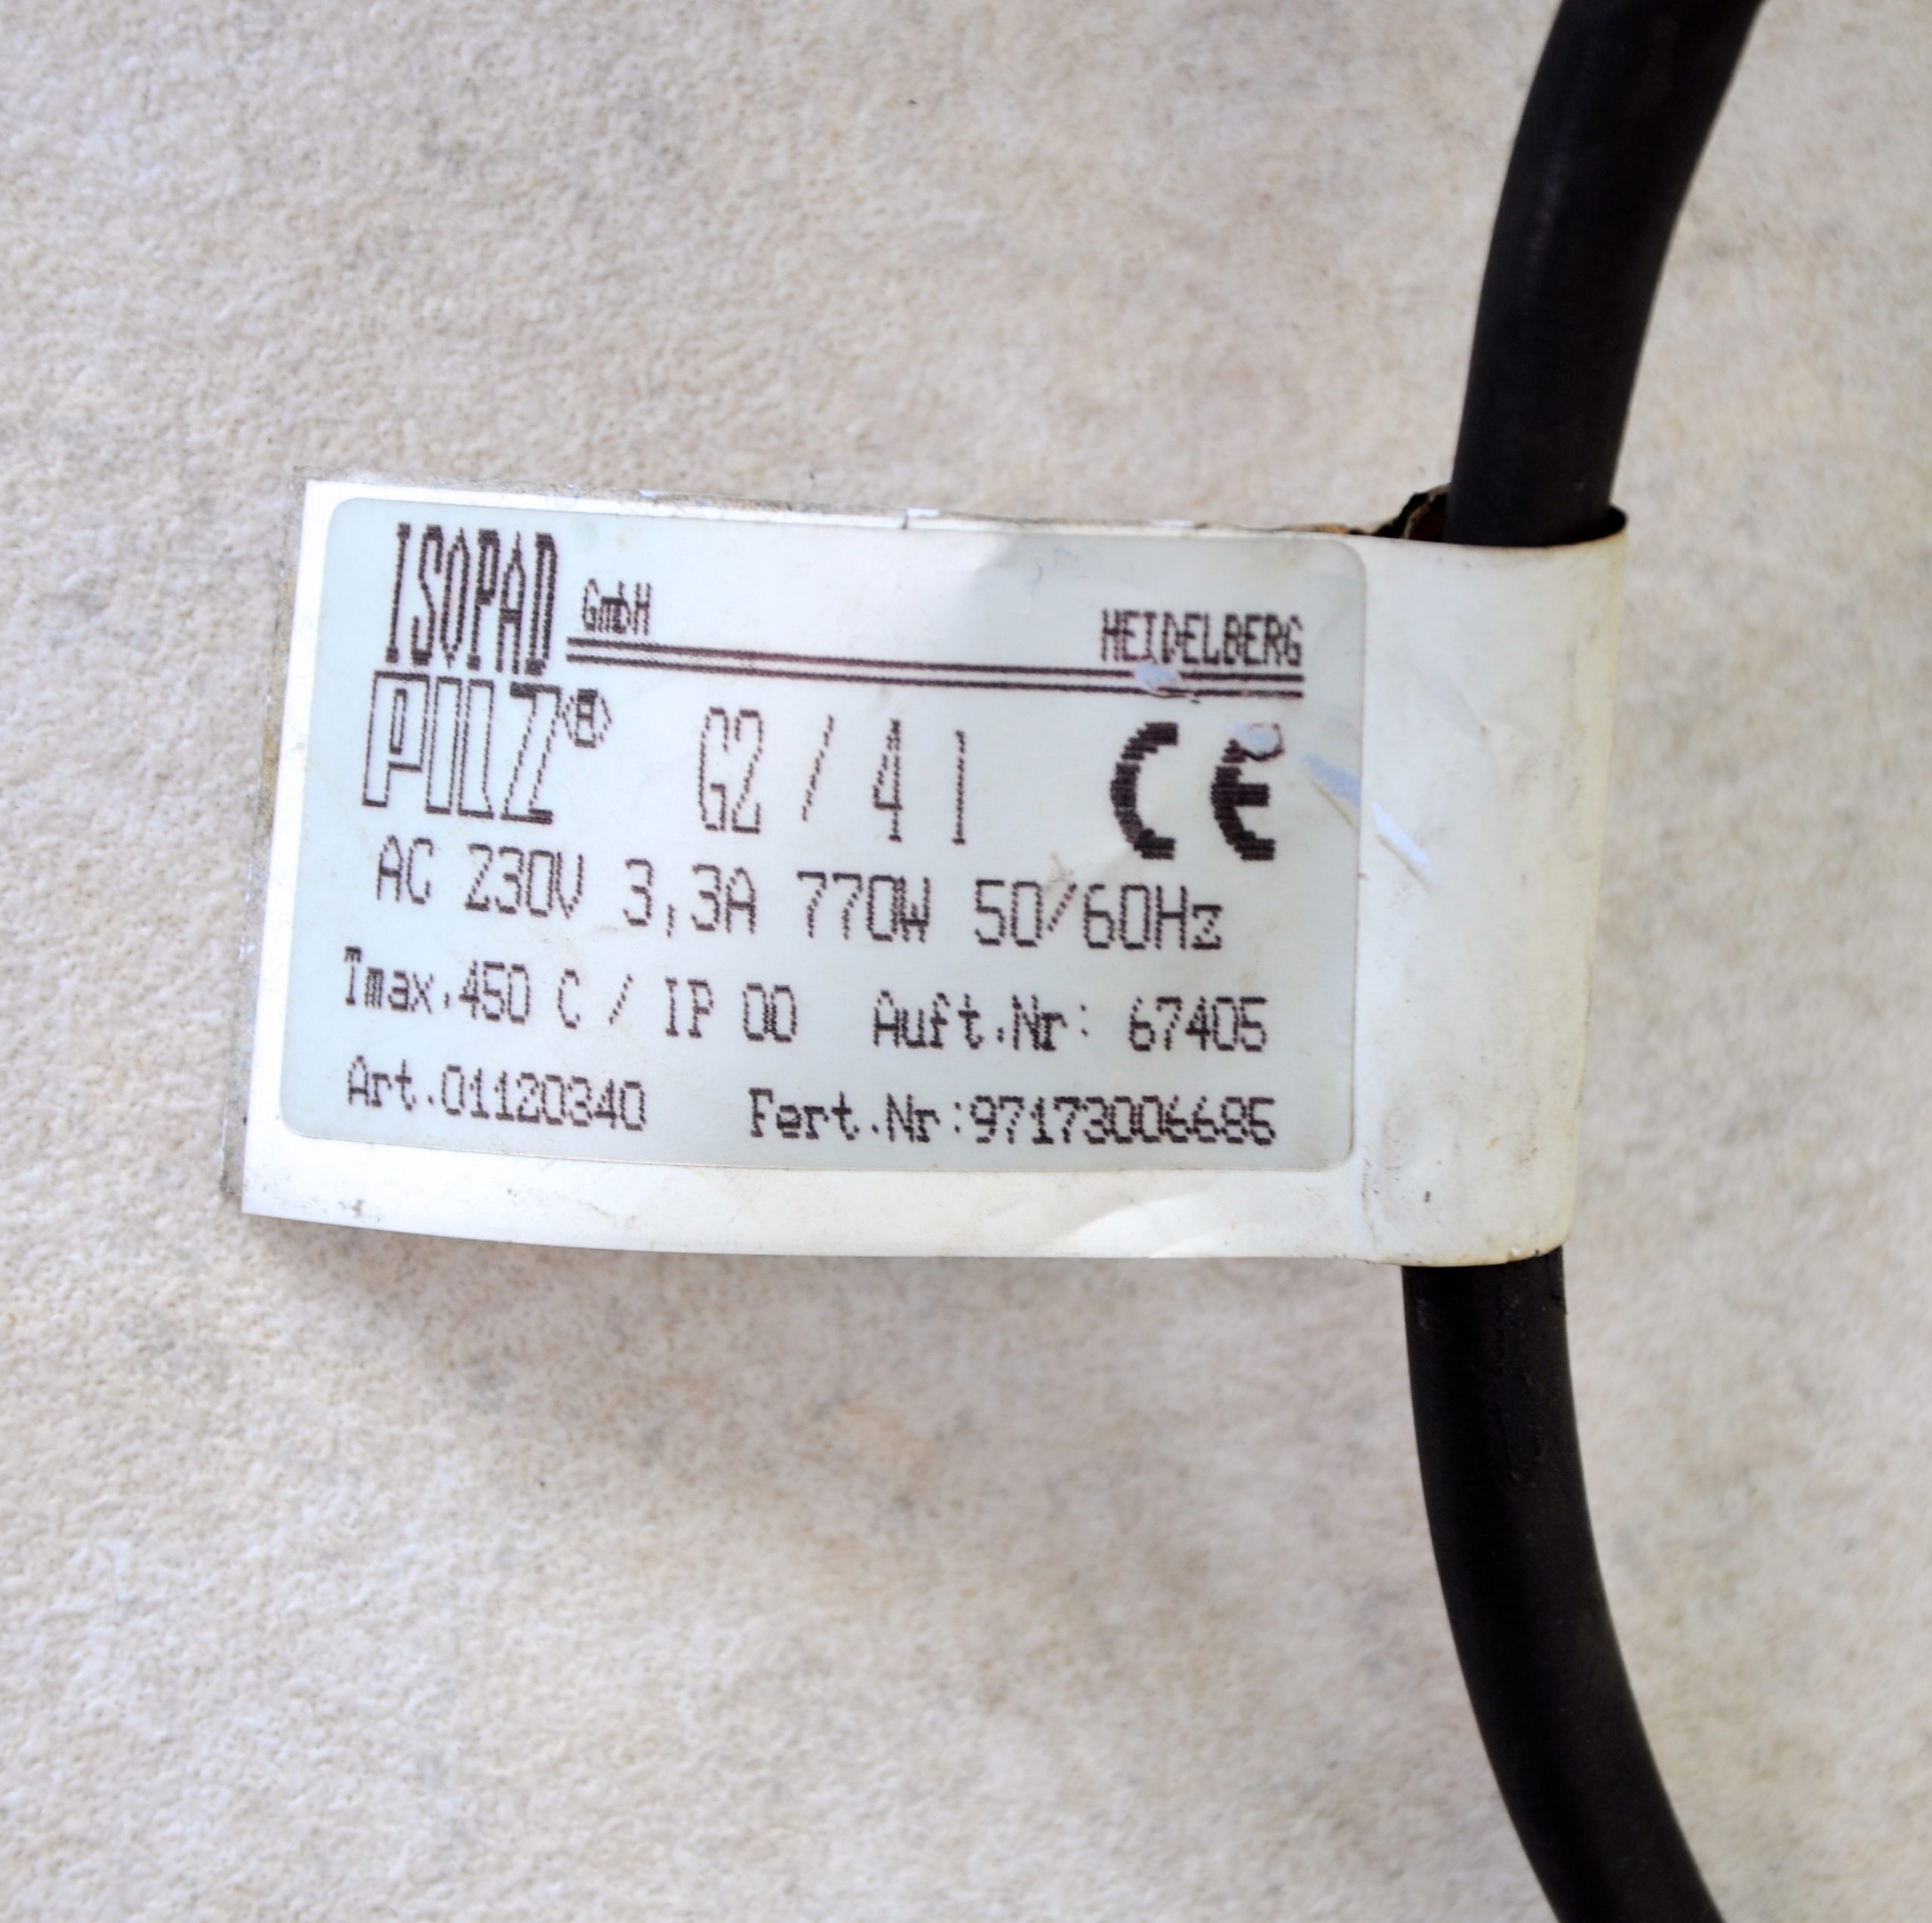 ISOPAD GmbH HEIDELBERG
PILZ® G2 / 4 l CE
AC 230V 3,3A 770W 50/60Hz
Tmax.450 C / IP 00 Auft.Nr: 67405
Art.01120340 Fert.Nr:97173006685